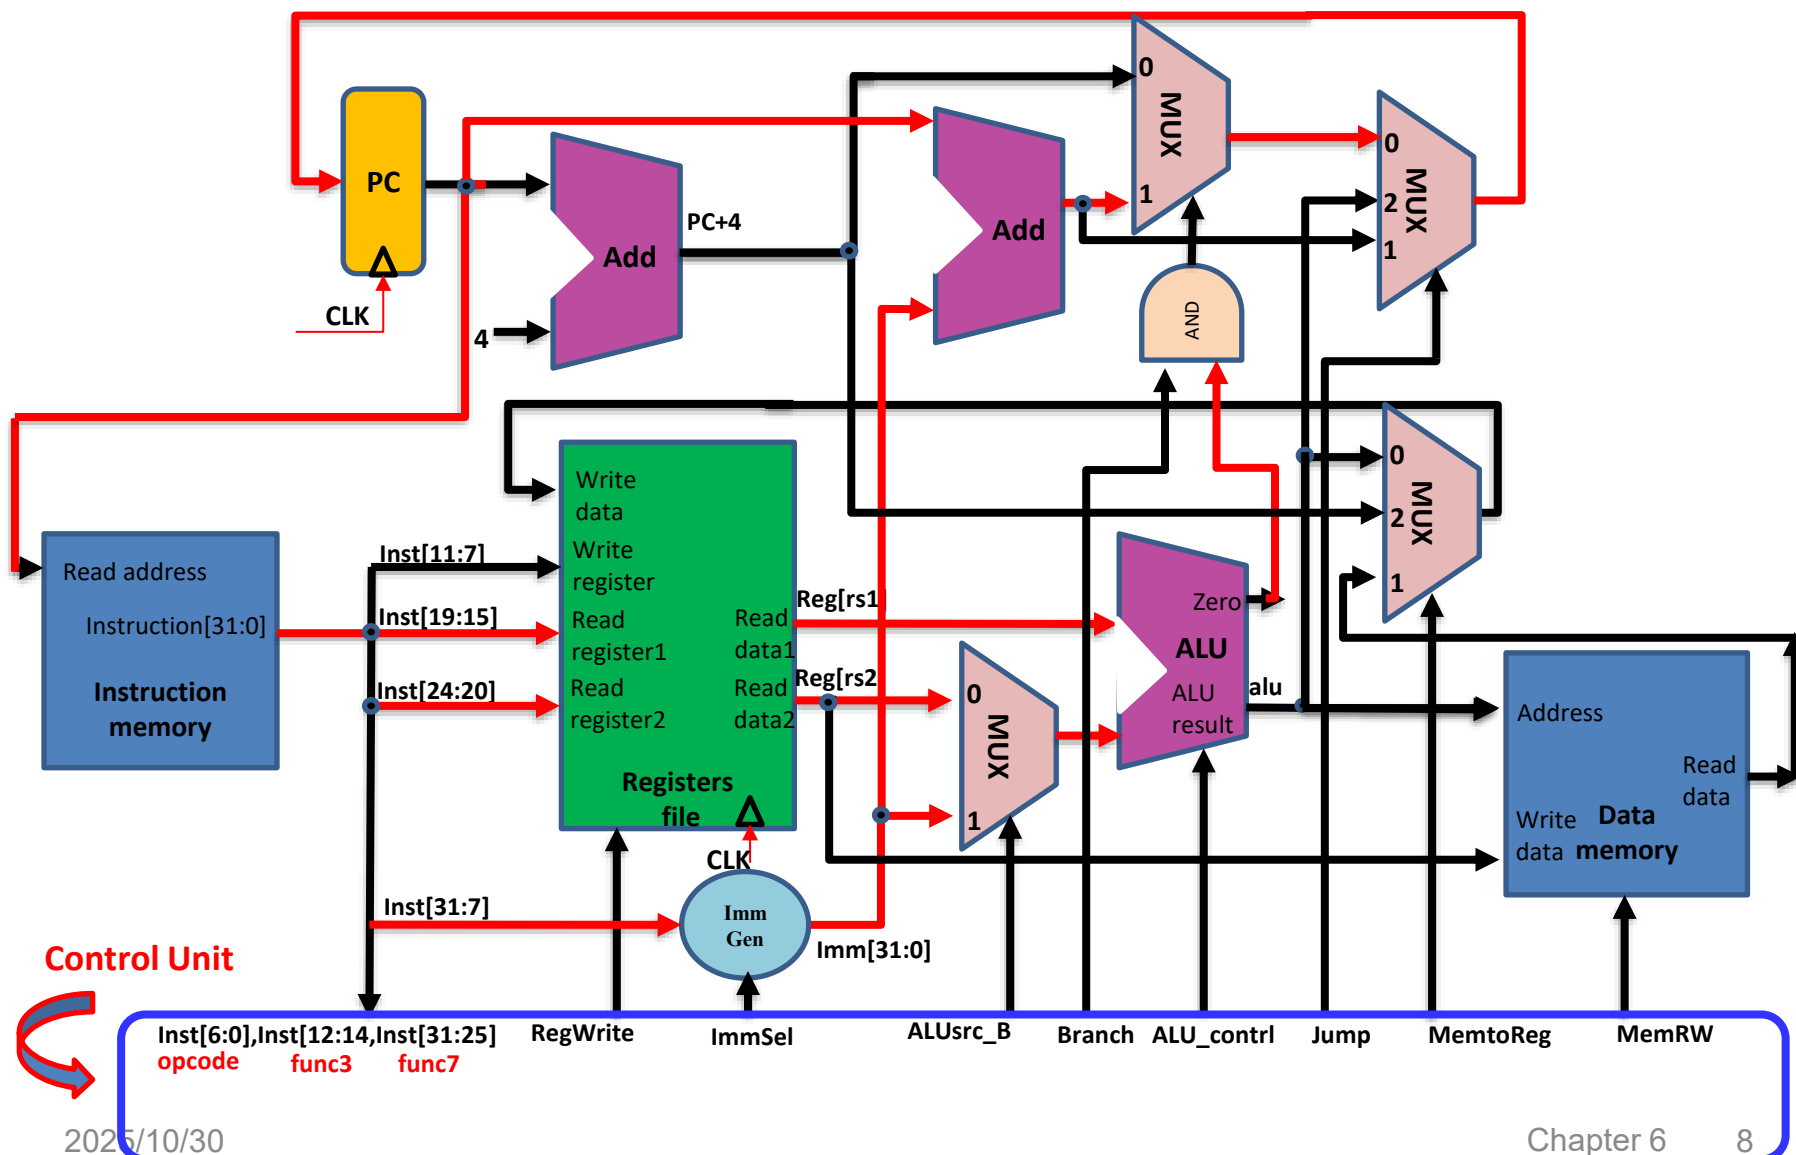 0
MUX
1
0
MUX
2
1
PC
CLK
PC+4
Add
4
Add
AND
Write
data
Inst[11:7]
Write
register
Read address
Instruction[31:0]
Inst[19:15]
Read
register1
Inst[24:20]
Read
register2
Instruction
memory
Reg[rs1
Read
data1
Reg[rs2
Read
data2
Registers
file
CLK
0
MUX
1
Zero
ALU
ALU
result
alu
0
MUX
2
1
Address
Read
data
Write
data
Data
memory
Inst[31:7]
Imm
Gen
Imm[31:0]
Control Unit
Inst[6:0],Inst[12:14,Inst[31:25]
opcode func3 func7
RegWrite
ImmSel
ALUsrc_B
Branch
ALU_contrl
Jump
MemtoReg
MemRW
2025/10/30
Chapter 6
8